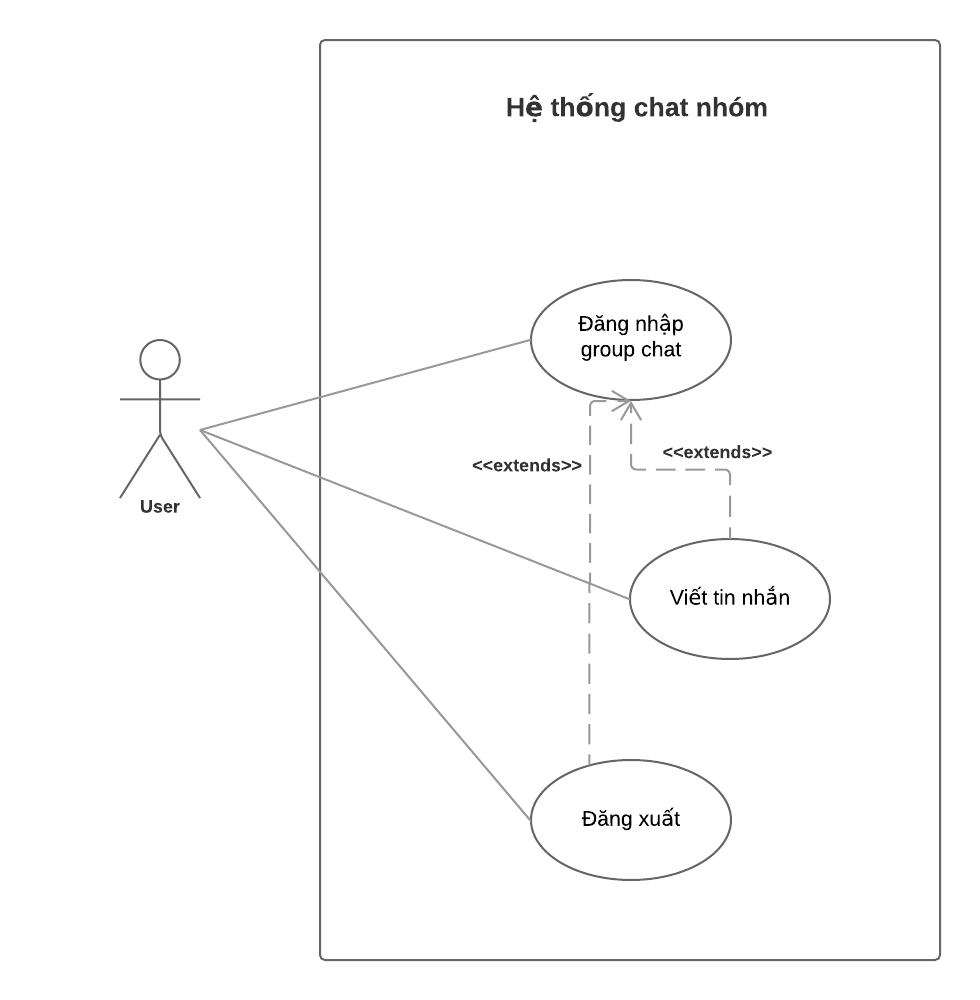 Hệ thống chat nhóm
Đăng nhập
group chat
<<extends>>
<<extends>>
User
Viết tin nhắn
Đăng xuất